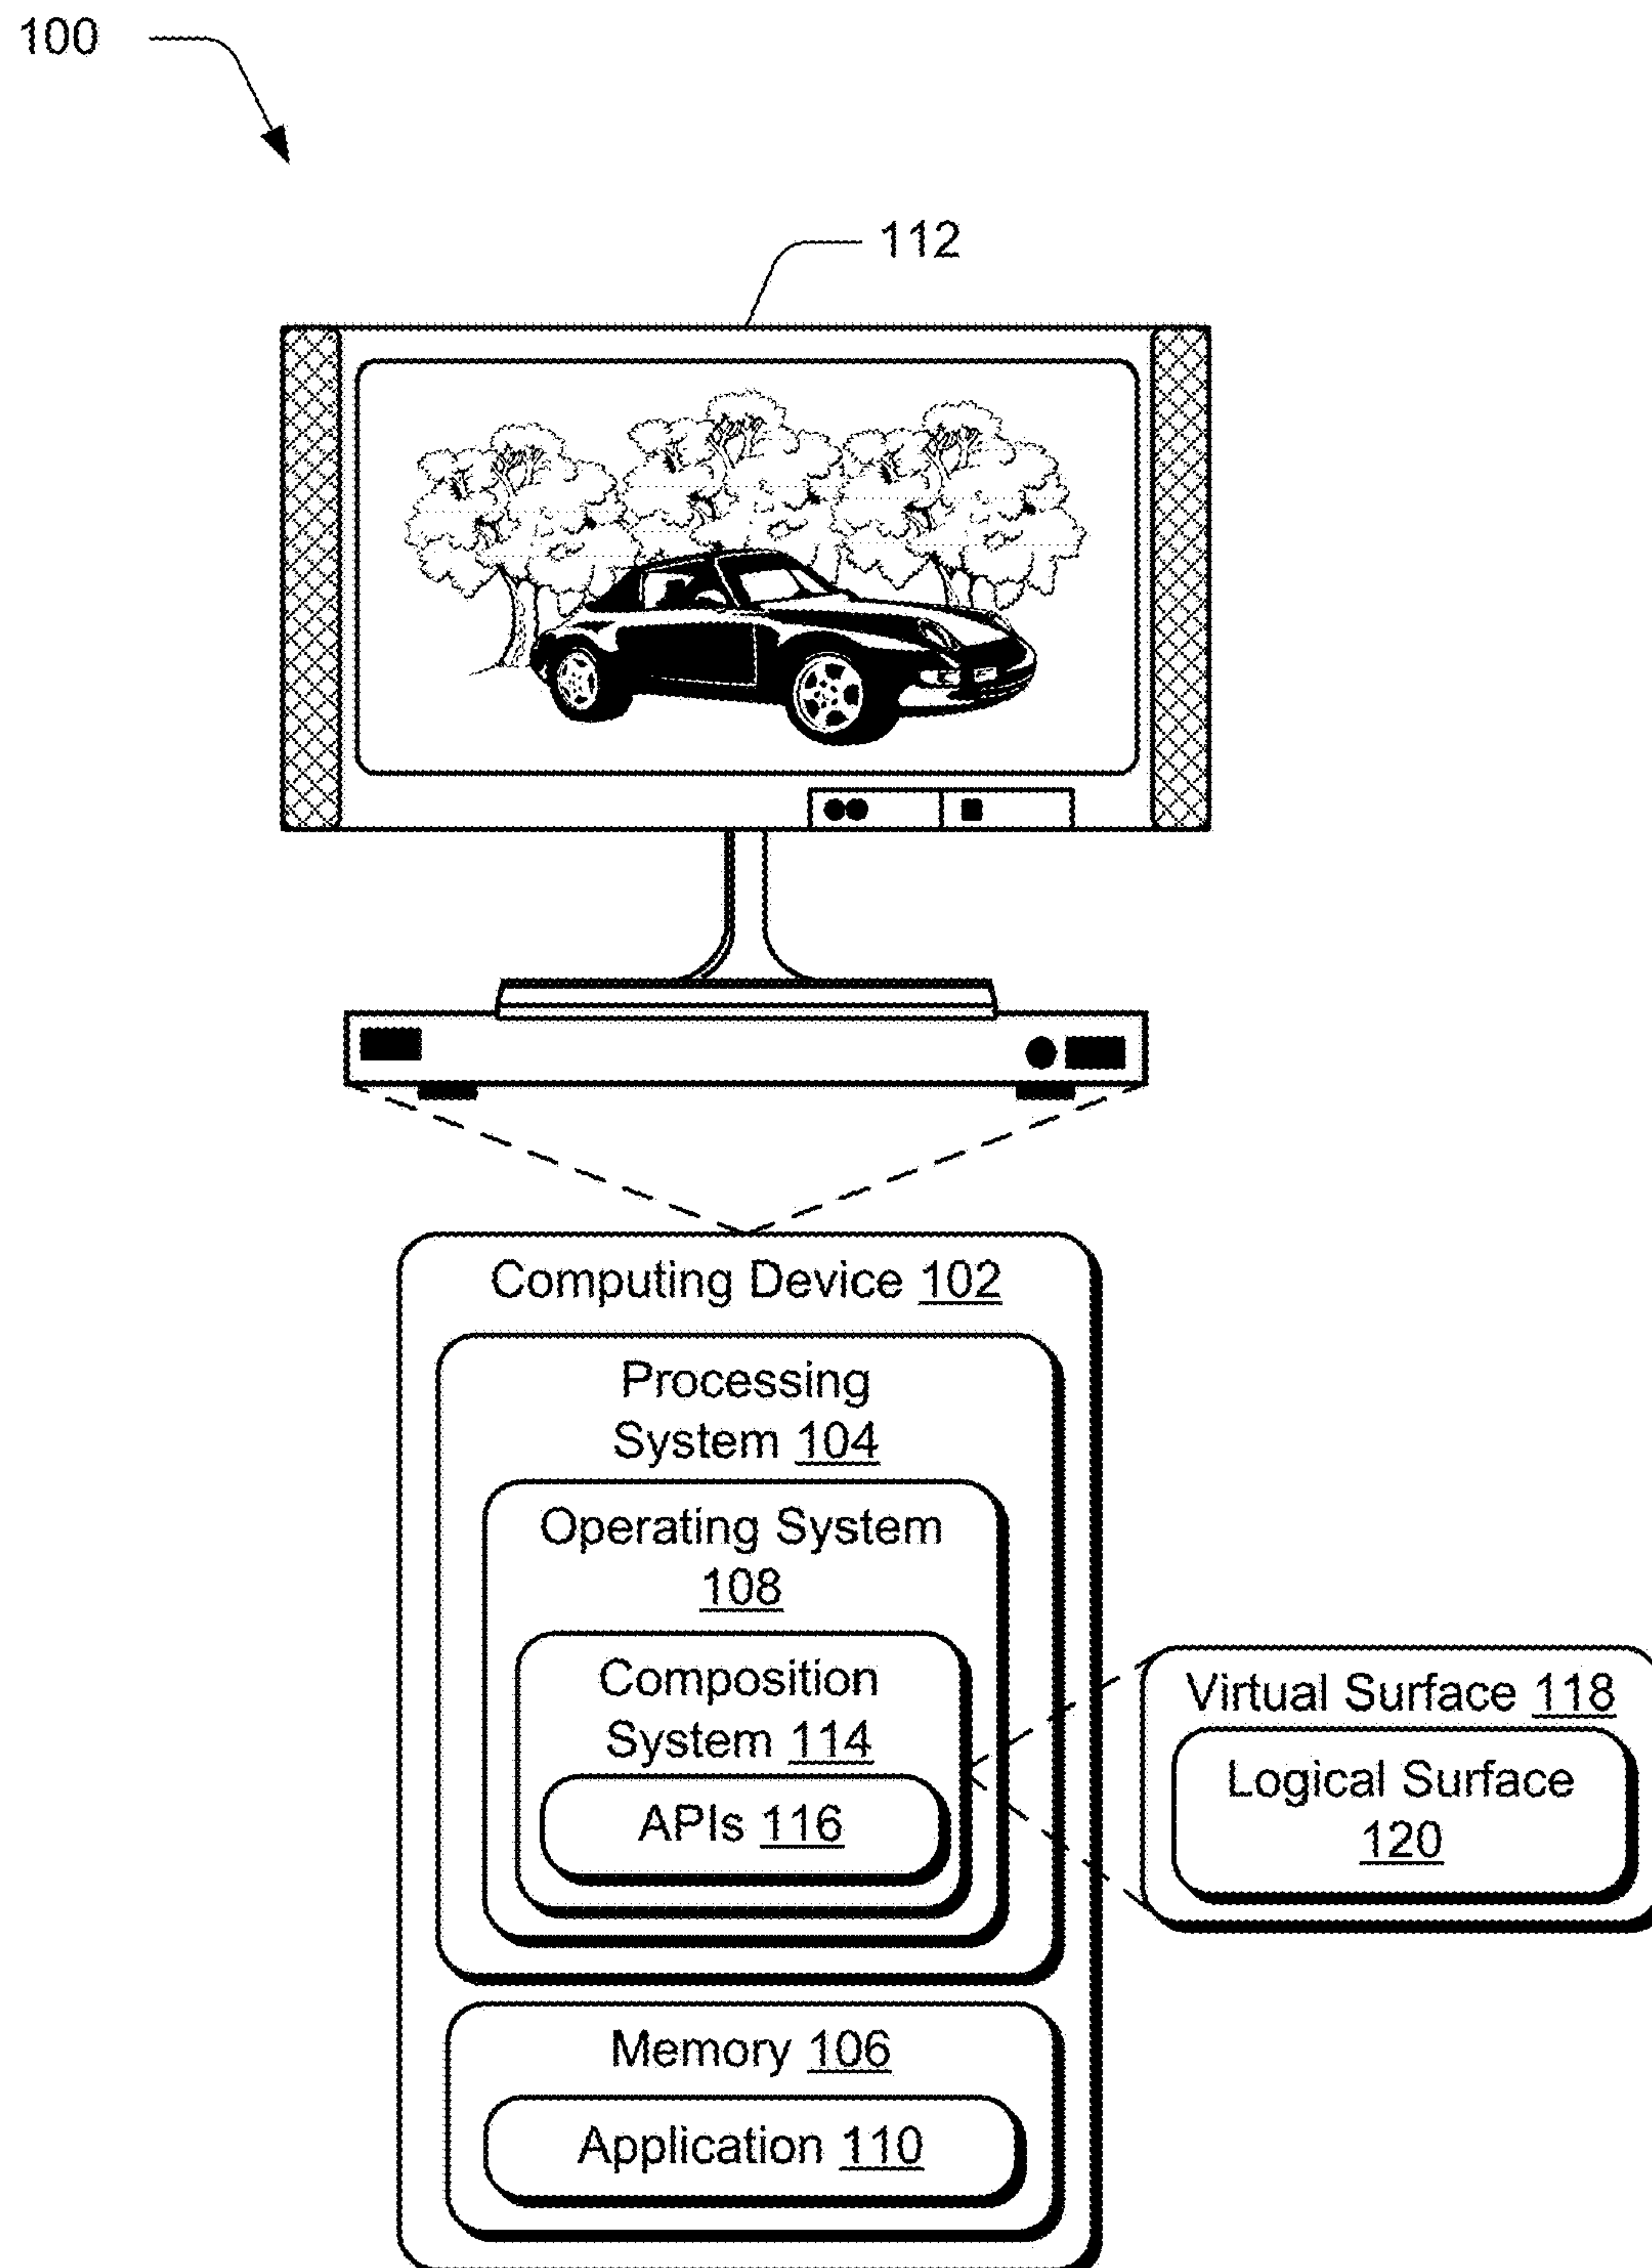 100
112
Computing Device 102
Processing
System 104
Operating System
108
Composition
System 114
APIs 116
Virtual Surface 118
Logical Surface
120
Memory 106
Application 110